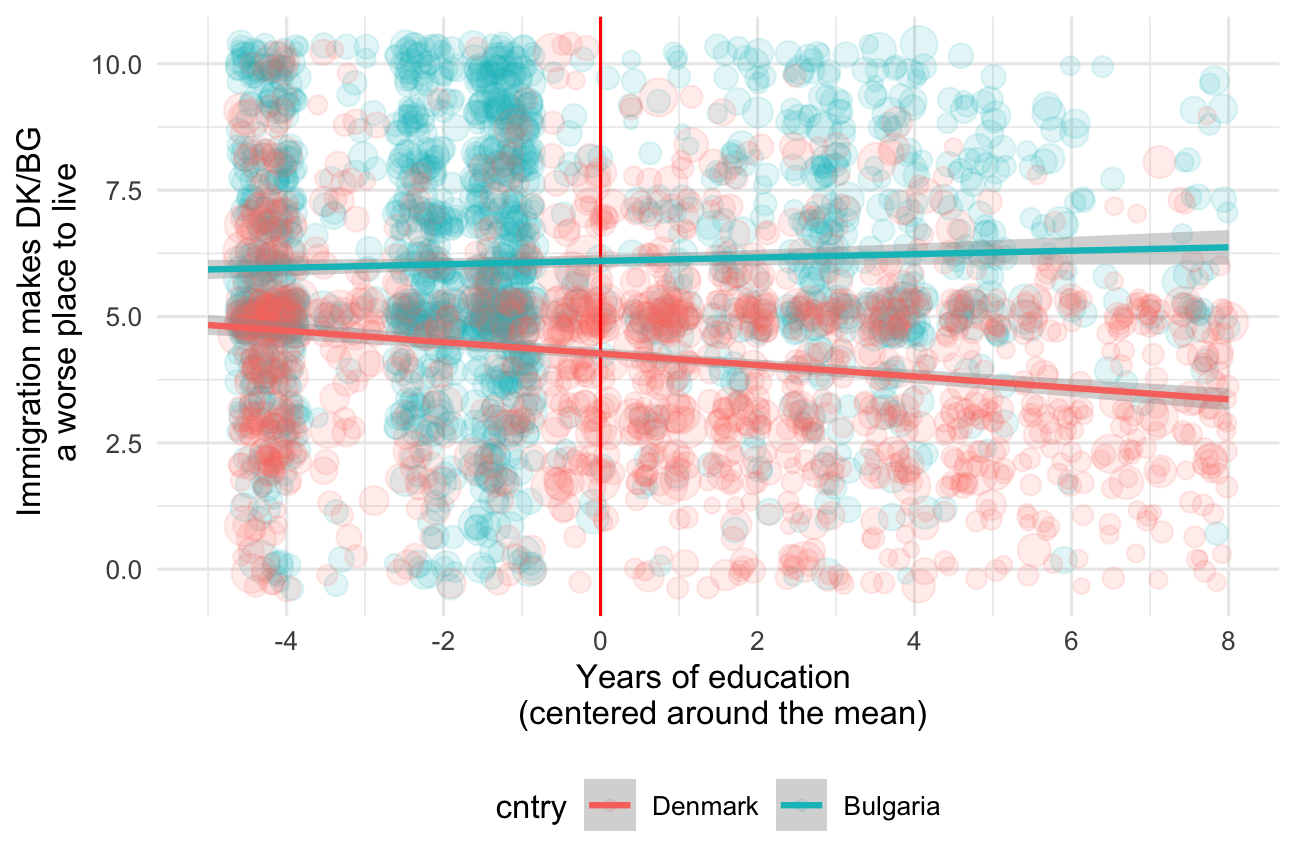 Immigration makes DK/BG
a worse place to live
10.0
7.5
5.0
2.5
0.0
-4 -2 0 2 4 6 8
Years of education
(centered around the mean)
cntry Denmark Bulgaria